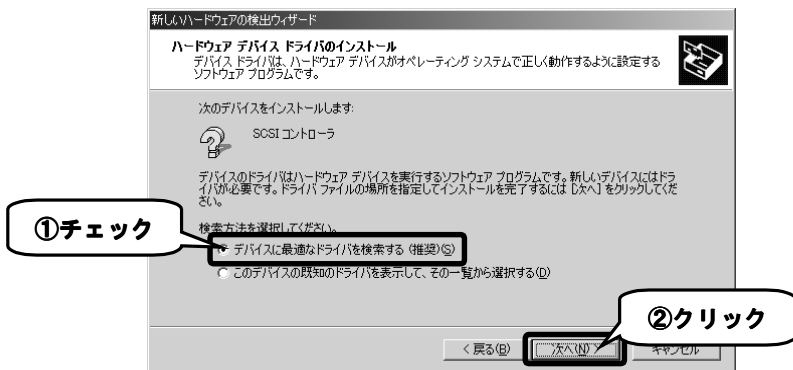 新しいハードウェアの検出ウィザード
ハードウェア デバイス ドライバのインストール
デバイス ドライバは、ハードウェア デバイスがオペレーティング システムで正しく動作するように設定する
ソフトウェア プログラムです。
次のデバイスをインストールします:
SCSI コントローラ
デバイスのドライバはハードウェア デバイスを実行するソフトウェア プログラムです。新しいデバイスにはドラ
イバが必要です。ドライバ ファイルの場所を指定してインストールを完了するには [次へ] をクリックしてくだ
さい。
①チェック
検索方法を選択してください。
デバイスに最適なドライバを検索する (推奨)(S)
このデバイスの既知のドライバを表示して、その一覧から選択する(D)
②クリック
< 戻る(B)
次へ(N) >
キャンセル